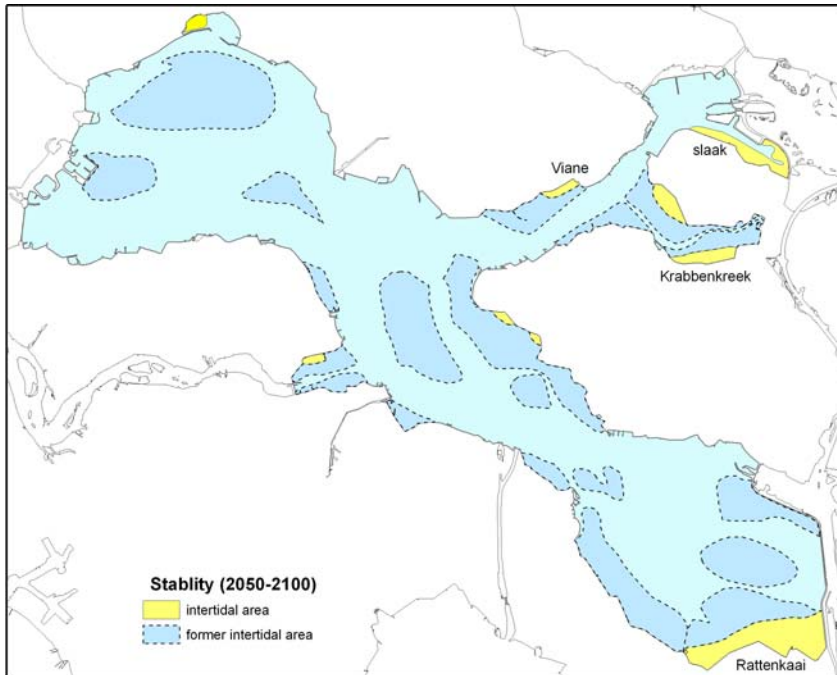 slaak
Viane
Krabbenkreek
Stablity (2050-2100)
intertidal area
former intertidal area
Rattenkaai